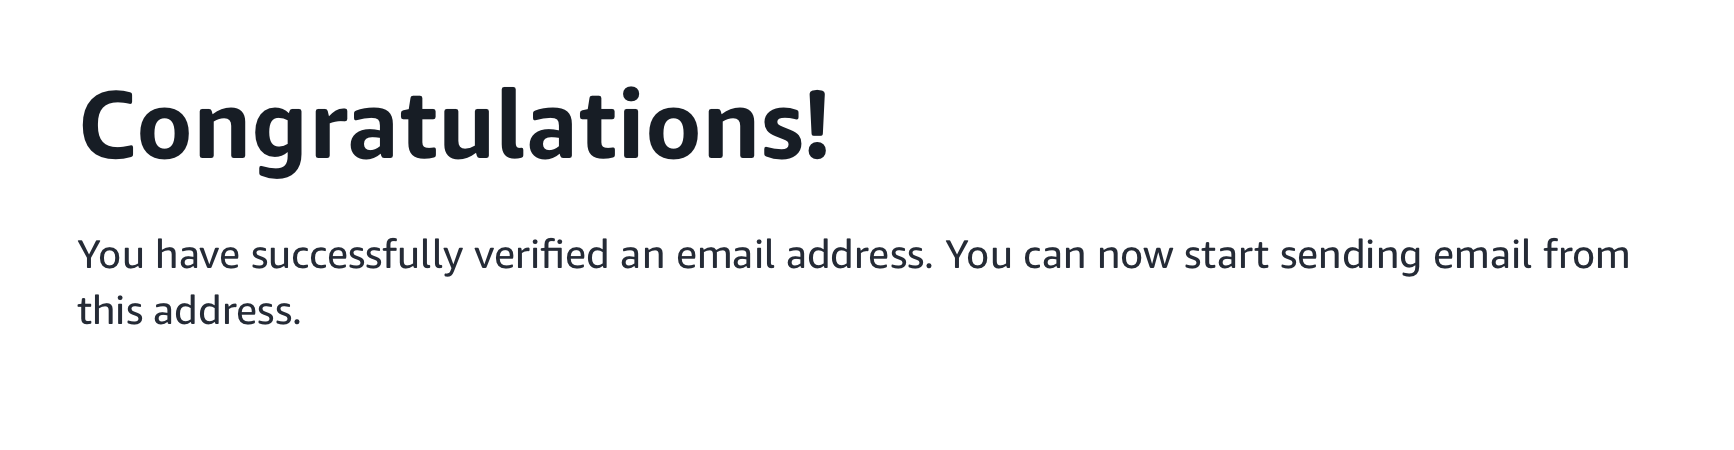 Congratulations!
You have successfully verified an email address. You can now start sending email from
this address.